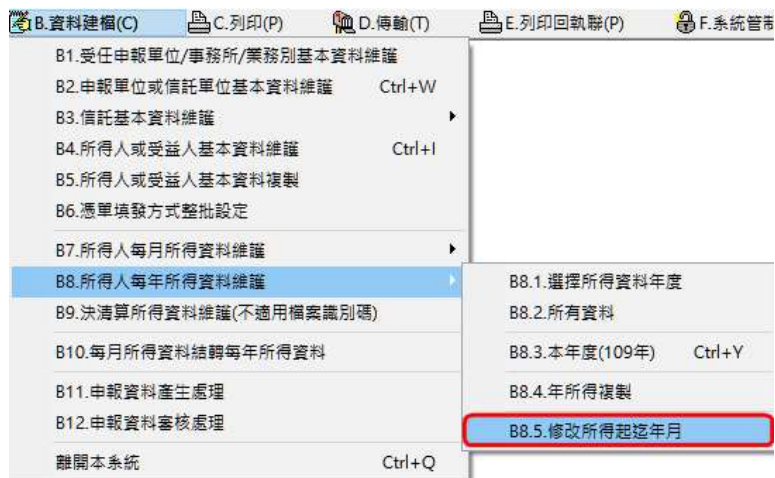 B.資料建檔(C) C.列印(P) D.傳輸(T) E.列印回執聯(P) F.系統管制
B1.受任申報單位/事務所/業務別基本資料維護
B2.申報單位或信託單位基本資料維護 Ctrl+W
B3.信託基本資料維護
B4.所得人或受益人基本資料維護 Ctrl+I
B5.所得人或受益人基本資料複製
B6.憑單填發方式整批設定
B7.所得人每月所得資料維護
B8.所得人每年所得資料維護
B9.決清算所得資料維護(不適用檔案識別碼)
B10.每月所得資料結轉每年所得資料
B11.申報資料產生處理
B12.申報資料審核處理
離開本系統 Ctrl+Q
B8.1.選擇所得資料年度
B8.2.所有資料
B8.3.本年度(109年) Ctrl+Y
B8.4.年所得複製
B8.5.修改所得起迄年月